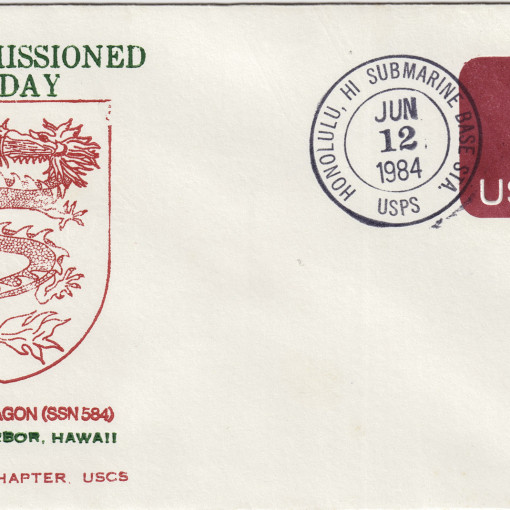 MISSIONED
DAY
AGON (SSN 584)
RBOR, HAWAII
HAPTER, USCS
HONOLULU, HI SUBMARINE BASE STA.
JUN
12
1984
USPS
US